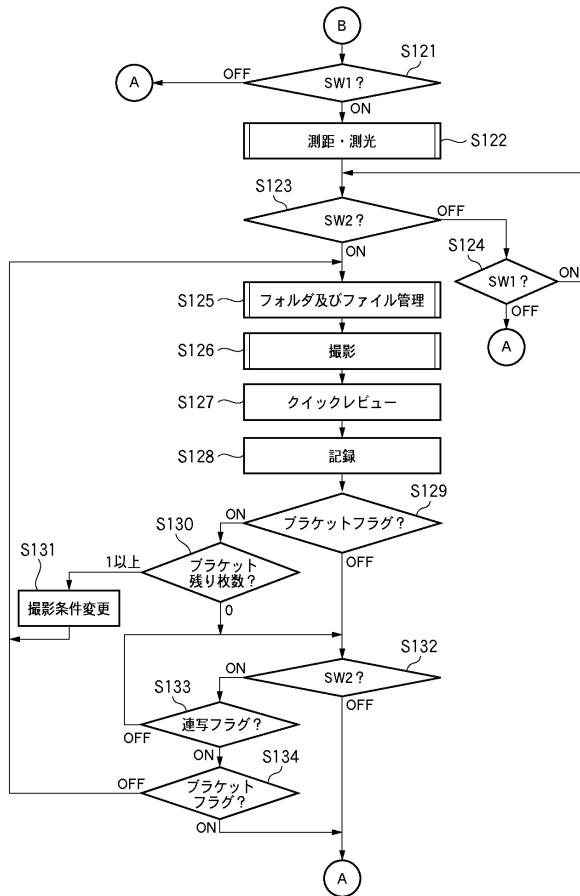 B
S121
A
OFF
SW1?
ON
測距・測光
S122
S123
SW2?
OFF
ON
S124
SW1?
ON
OFF
A
S125
フォルダ及びファイル管理
S126
撮影
S127
クイックレビュー
S128
記録
S129
ブラケットフラグ?
ON
OFF
S130
ブラケット
残り枚数?
1以上
0
S131
撮影条件変更
S132
SW2?
ON
OFF
S133
連写フラグ?
OFF
ON
S134
ブラケット
フラグ?
OFF
ON
A